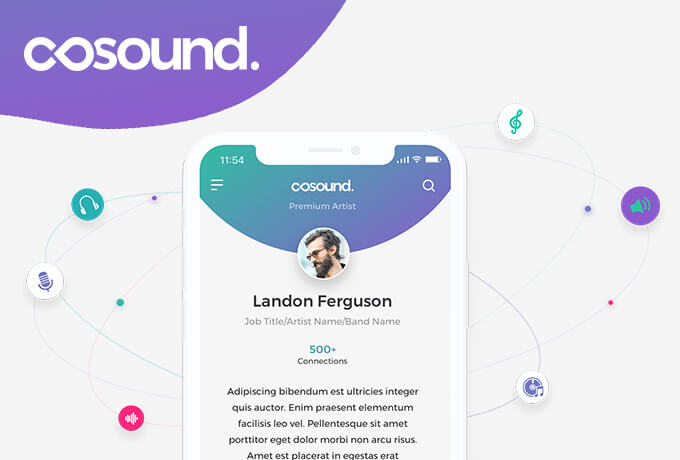 cosound.
11:54
cosound.
Premium Artist
Landon Ferguson
Job Title/Artist Name/Band Name
500+
Connections
Adipiscing bibendum est ultricies integer
quis auctor. Enim praesent elementum
facilisis leo vel. Pellentesque sit amet
porttitor eget dolor morbi non arcu risus.
Amet est placerat in egestas erat